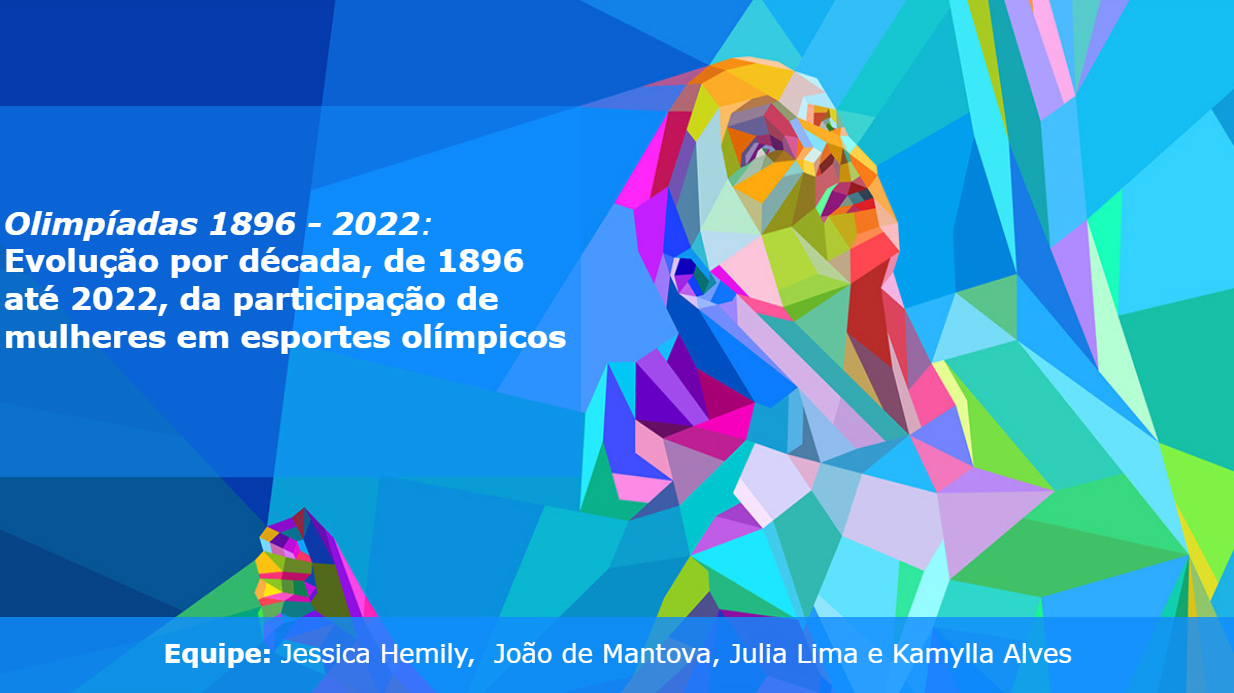 Olimpíadas 1896 – 2022:
Evolução por década, de 1896
até 2022, da participação de
mulheres em esportes olímpicos
Equipe: Jessica Hemily,  João de Mantova, Julia Lima e Kamylla Alves